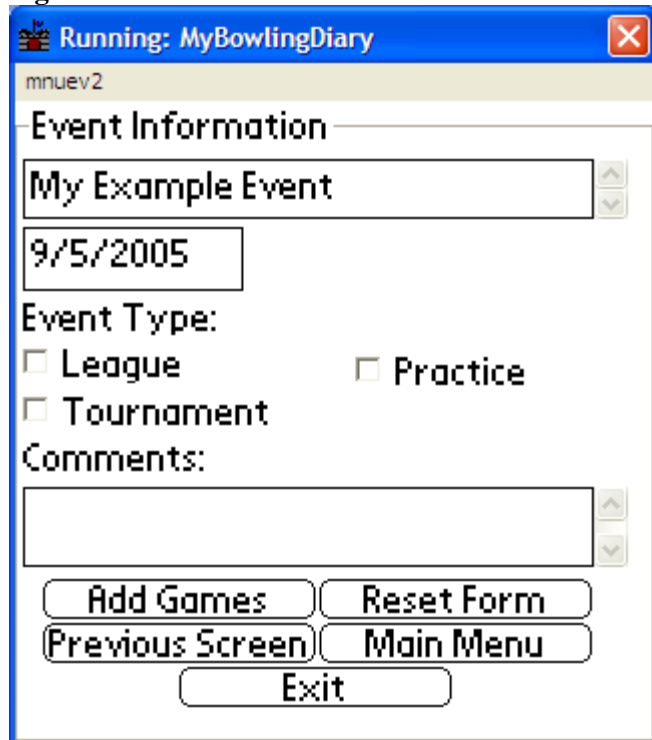 Running: MyBowlingDiary
mnuev2
Event Information
My Example Event
9/5/2005
Event Type:
League Practice
Tournament
Comments:
Add Games Reset Form
Previous Screen Main Menu
Exit